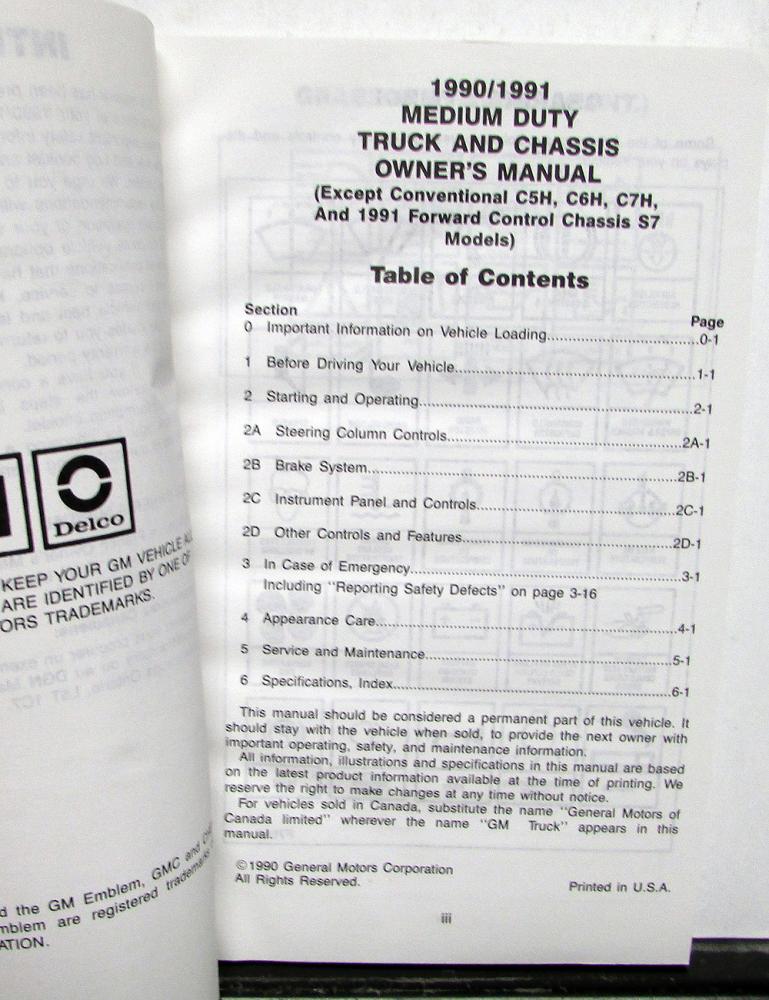 Delco
KEEP YOUR GM VEHICLE ALL
ARE IDENTIFIED BY ONE OF
ORS TRADEMARKS.
d the GM Emblem, GMC and
mblem are registered trademarks
ATION.
1990/1991
MEDIUM DUTY
TRUCK AND CHASSIS
OWNER'S MANUAL
(Except Conventional C5H, C6H, C7H,
And 1991 Forward Control Chassis S7
Models)
Table of Contents
Section Page
0 Important Information on Vehicle Loading..............................0-1
1 Before Driving Your Vehicle..............................1-1
2 Starting and Operating..............................2-1
2A Steering Column Controls..............................2A-1
2B Brake System..............................2B-1
2C Instrument Panel and Controls..............................2C-1
2D Other Controls and Features..............................2D-1
3 In Case of Emergency..............................3-1
Including "Reporting Safety Defects" on page 3-16
4 Appearance Care..............................4-1
5 Service and Maintenance..............................5-1
6 Specifications, Index..............................6-1
This manual should be considered a permanent part of this vehicle. It
should stay with the vehicle when sold, to provide the next owner with
important operating, safety, and maintenance information.
All information, illustrations and specifications in this manual are based
on the latest product information available at the time of printing. We
reserve the right to make changes at any time without notice.
For vehicles sold in Canada, substitute the name "General Motors of
Canada limited" wherever the name "GM Truck" appears in this
manual.
©1990 General Motors Corporation
All Rights Reserved.
Printed in U.S.A.
iii